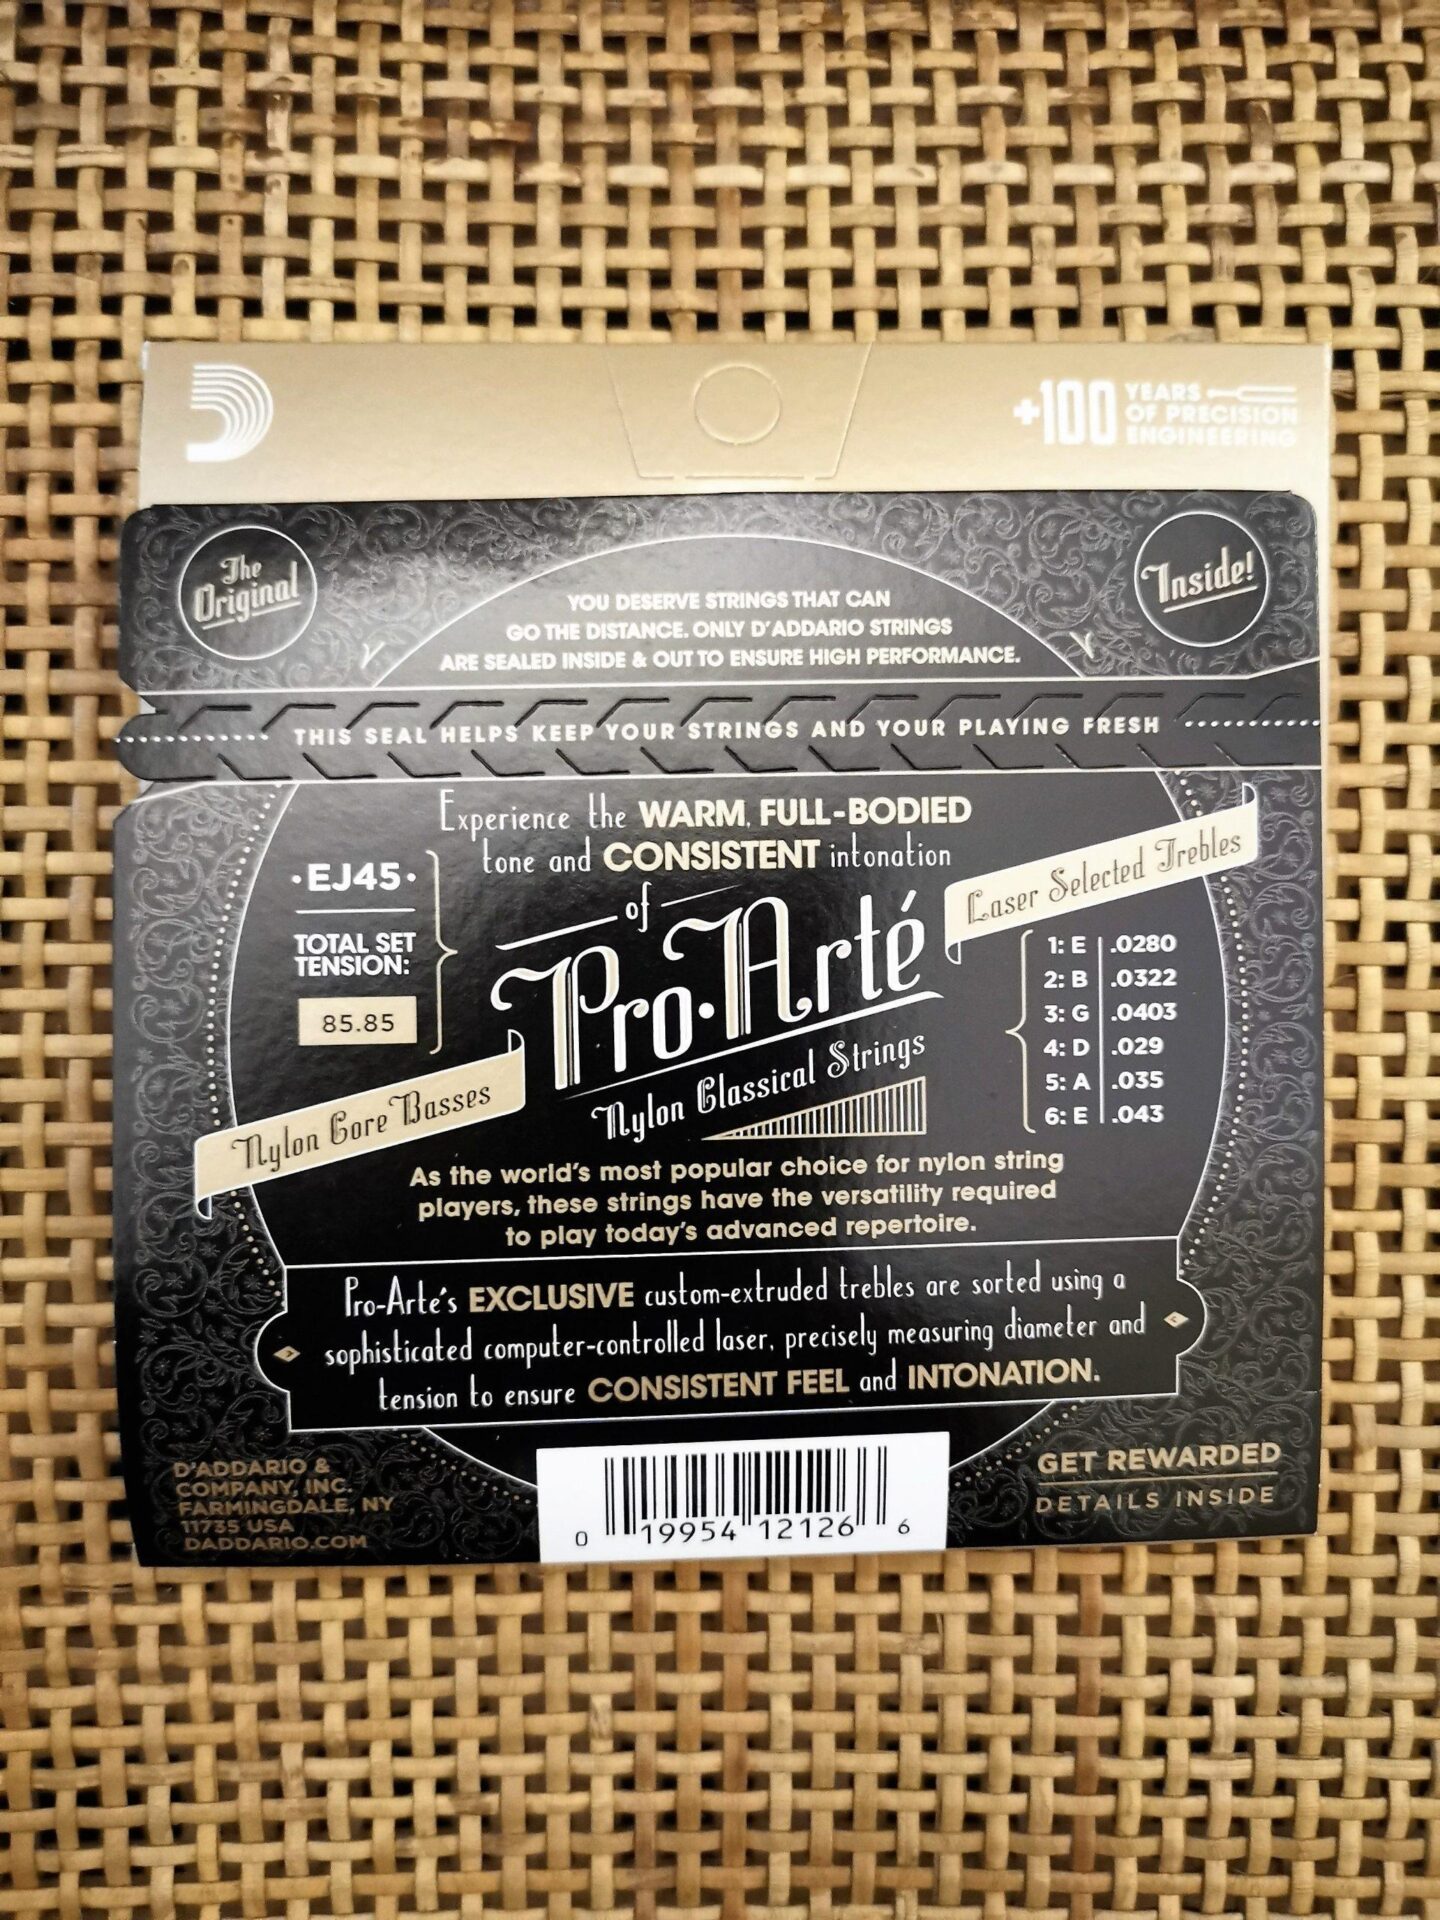 +100 YEARS
OF PRECISION
ENGINEERING
The
Original
Inside!
YOU DESERVE STRINGS THAT CAN
GO THE DISTANCE. ONLY D'ADDARIO STRINGS
ARE SEALED INSIDE & OUT TO ENSURE HIGH PERFORMANCE.
THIS SEAL HELPS KEEP YOUR STRINGS AND YOUR PLAYING FRESH
Experience the WARM, FULL-BODIED
tone and CONSISTENT intonation
of
Pro·Arté
Nylon Classical Strings
·EJ45·
TOTAL SET
TENSION:
85.85
Nylon Core Basses
Laser Selected Trebles
1: E | .0280
2: B | .0322
3: G | .0403
4: D | .029
5: A | .035
6: E | .043
As the world's most popular choice for nylon string
players, these strings have the versatility required
to play today's advanced repertoire.
Pro-Arté's EXCLUSIVE custom-extruded trebles are sorted using a
sophisticated computer-controlled laser, precisely measuring diameter and
tension to ensure CONSISTENT FEEL and INTONATION.
D'ADDARIO &
COMPANY, INC.
FARMINGDALE, NY
11735 USA
DADDARIO.COM
0 19954 12126 6
GET REWARDED
DETAILS INSIDE